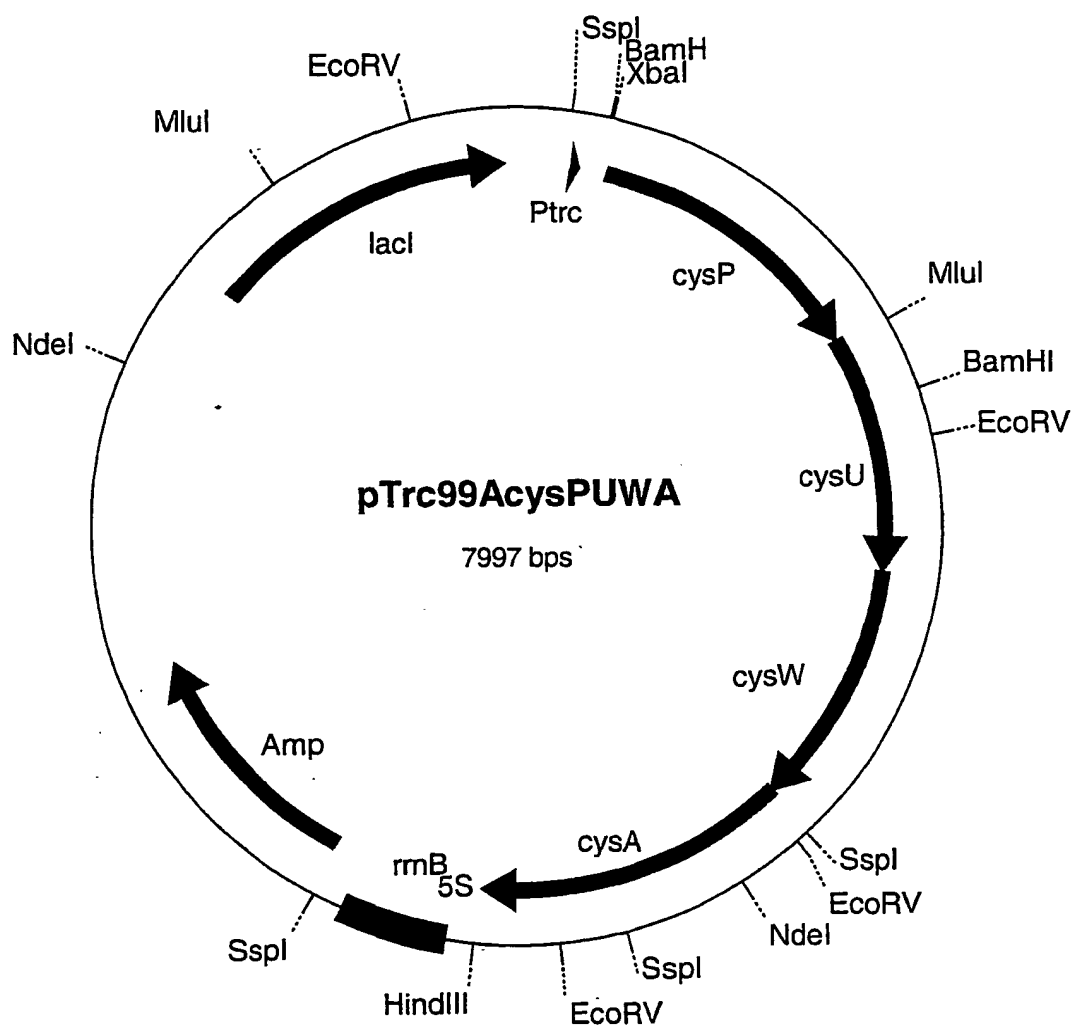 SspI
BamH
XbaI
EcoRV
MluI
lacI
Ptrc
cysP
MluI
NdeI
BamHI
EcoRV
cysU
pTrc99AcysPUWA
7997 bps
cysW
Amp
cysA
rrnB
5S
SspI
EcoRV
NdeI
SspI
SspI
HindIII
EcoRV